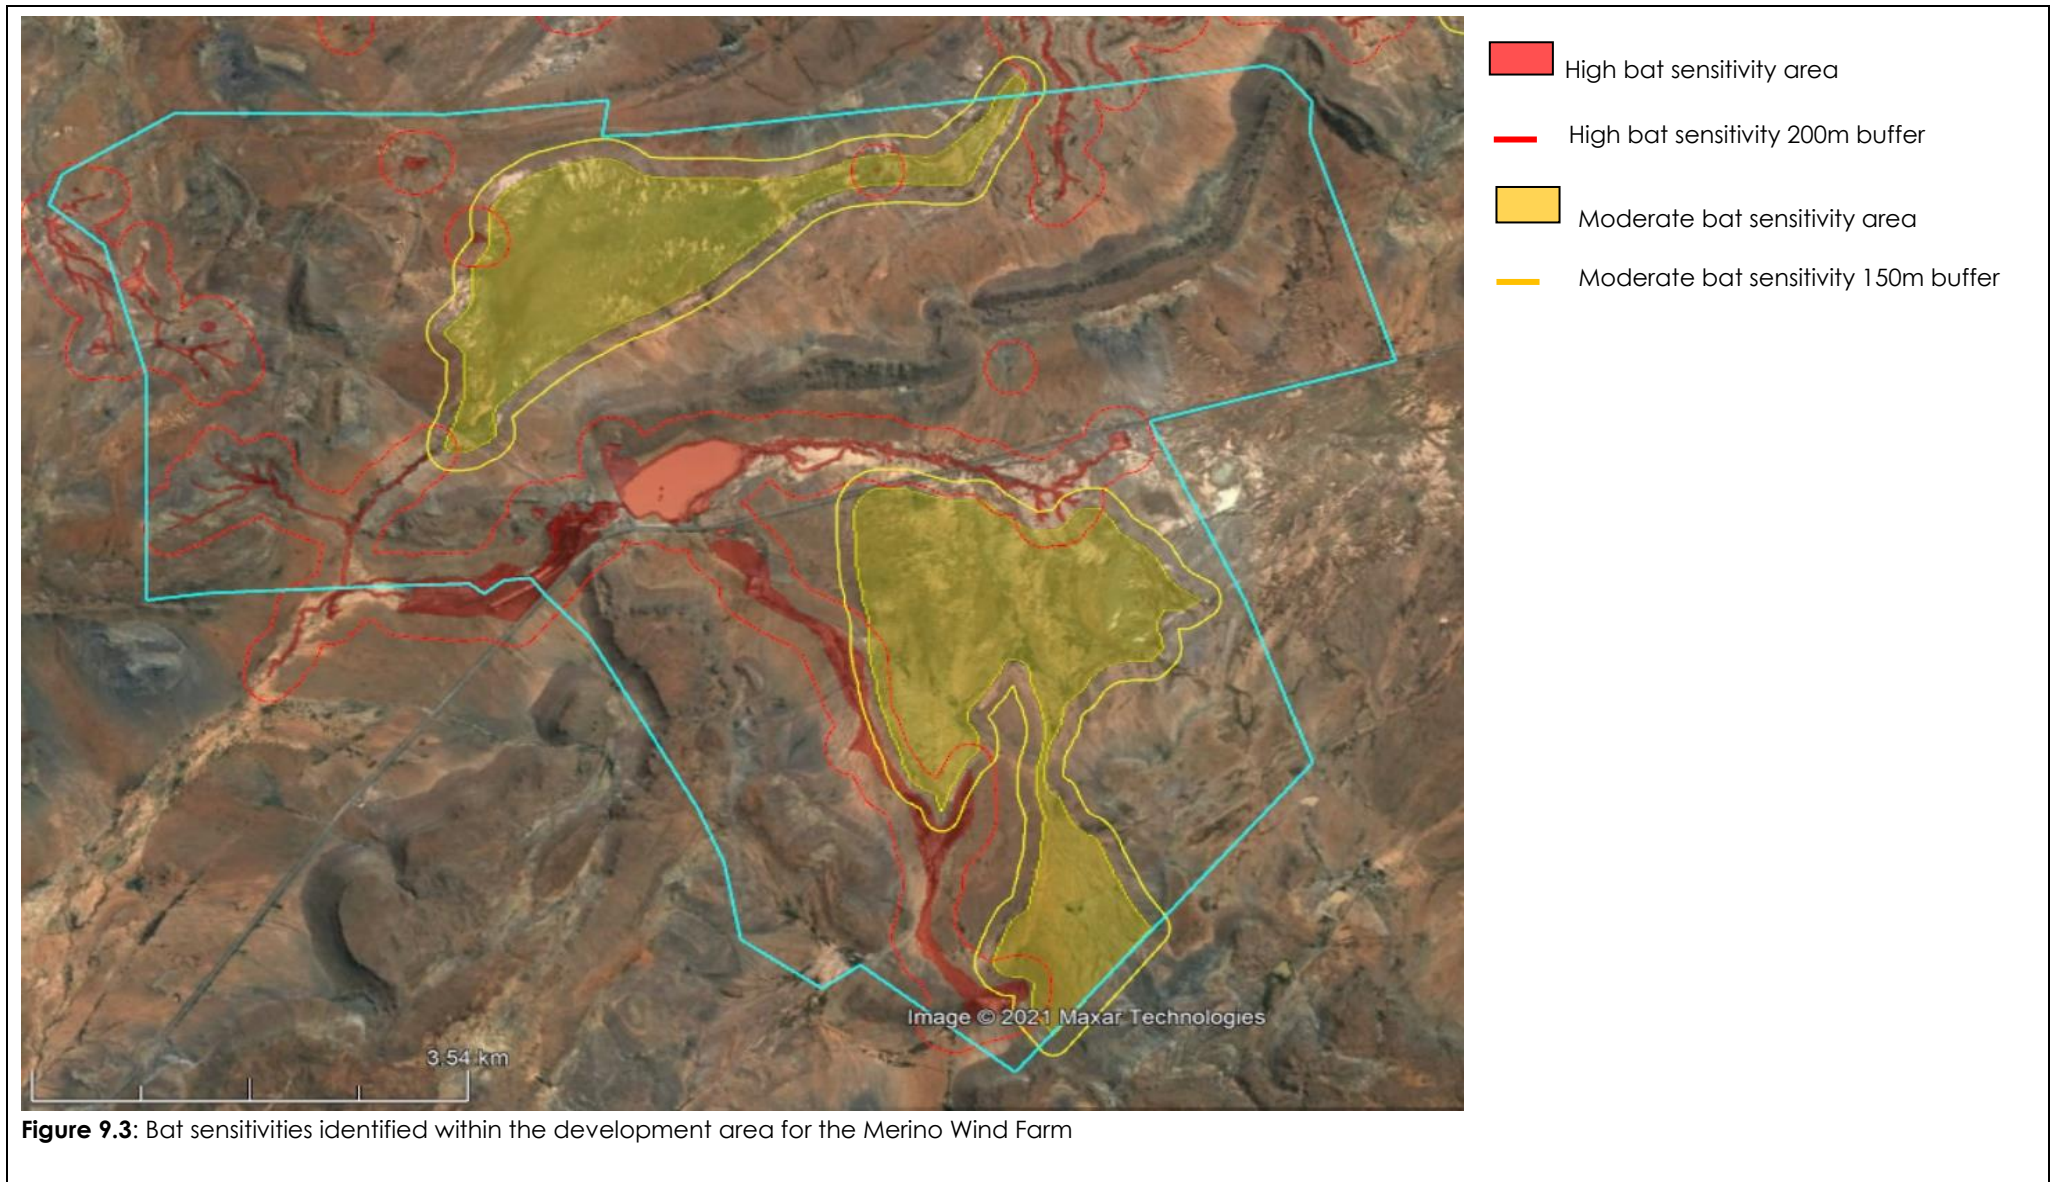 High bat sensitivity area
High bat sensitivity 200m buffer
Moderate bat sensitivity area
Moderate bat sensitivity 150m buffer
Image © 2021 Maxar Technologies
3,54 km
Figure 9.3: Bat sensitivities identified within the development area for the Merino Wind Farm